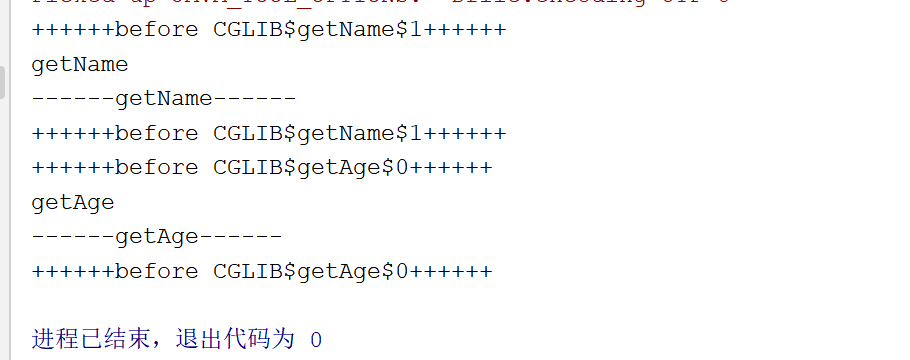 ++++++before CGLIB$getName$1++++++
getName
------getName------
++++++before CGLIB$getName$1++++++
++++++before CGLIB$getAge$0++++++
getAge
------getAge------
++++++before CGLIB$getAge$0++++++
进程已结束，退出代码为 0